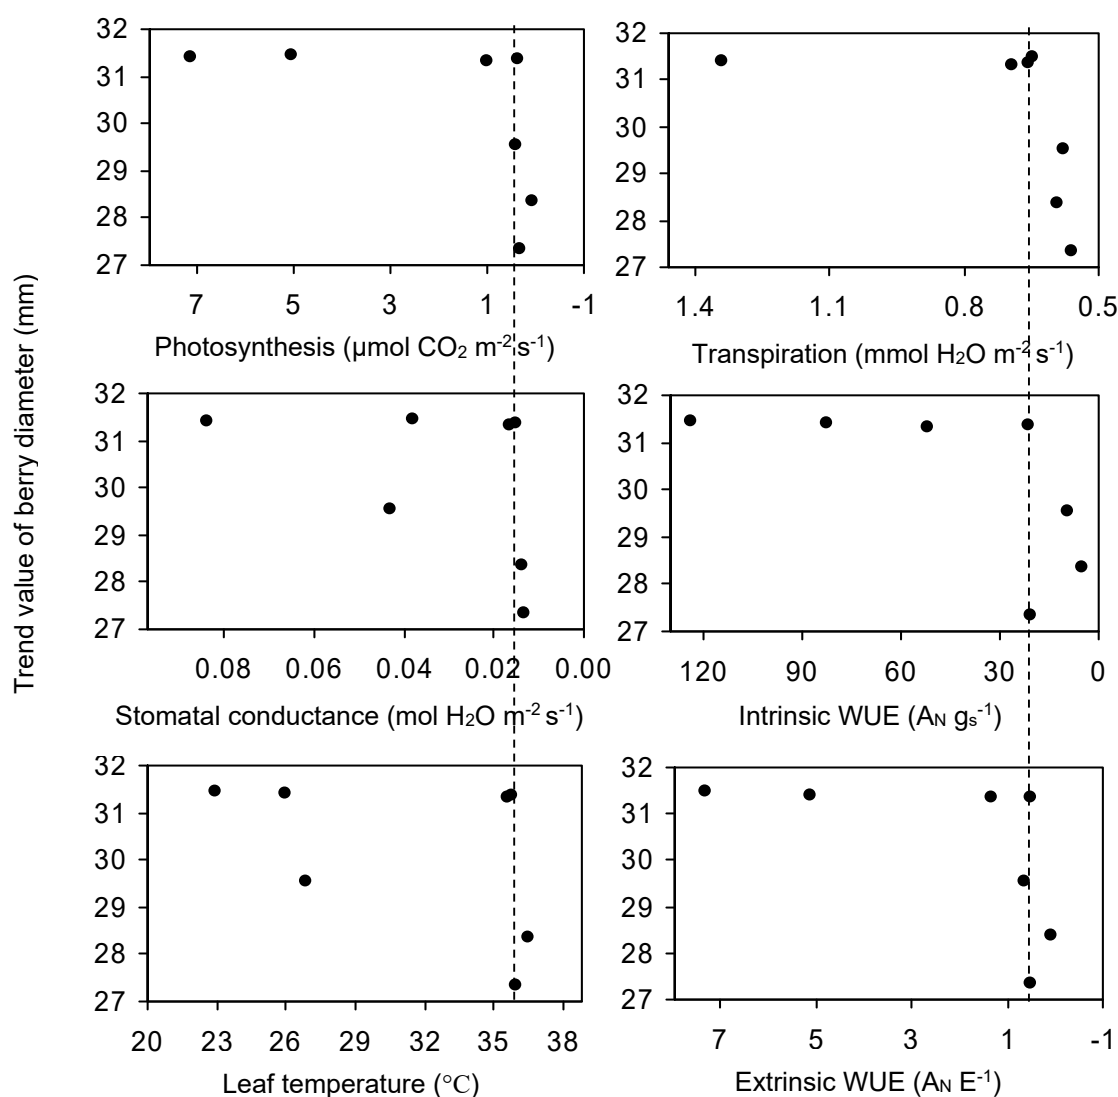 Trend value of berry diameter (mm)
32
31
30
29
28
27
7 5 3 1 -1
Photosynthesis (µmol CO₂ m⁻² s⁻¹)
32
31
30
29
28
27
1.4 1.1 0.8 0.5
Transpiration (mmol H₂O m⁻² s⁻¹)
32
31
30
29
28
27
0.08 0.06 0.04 0.02 0.00
Stomatal conductance (mol H₂O m⁻² s⁻¹)
32
31
30
29
28
27
120 90 60 30 0
Intrinsic WUE (A_N g_s⁻¹)
32
31
30
29
28
27
20 23 26 29 32 35 38
Leaf temperature (°C)
32
31
30
29
28
27
7 5 3 1 -1
Extrinsic WUE (A_N E⁻¹)